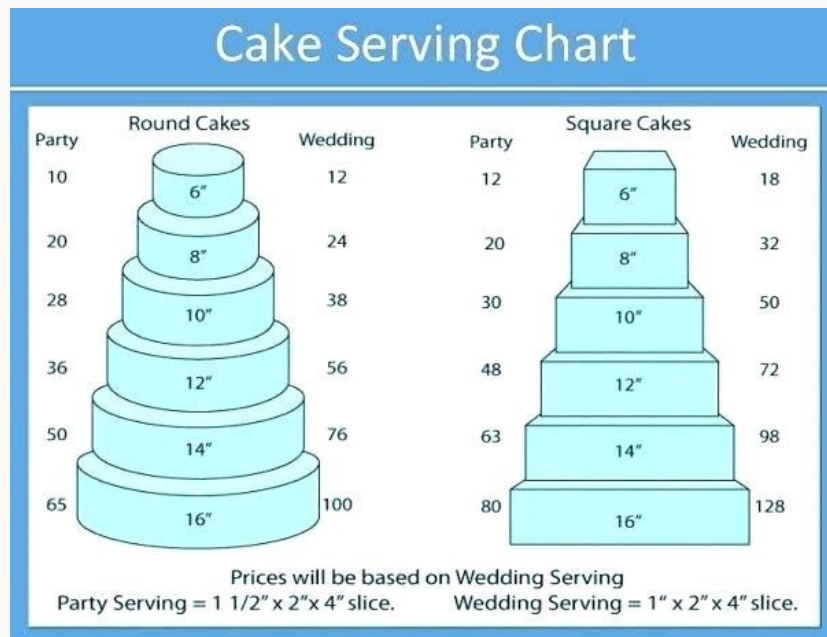 Cake Serving Chart
Round Cakes
Party Wedding
10 6" 12
20 8" 24
28 10" 38
36 12" 56
50 14" 76
65 16" 100
Square Cakes
Party Wedding
12 6" 18
20 8" 32
30 10" 50
48 12" 72
63 14" 98
80 16" 128
Prices will be based on Wedding Serving
Party Serving = 1 1/2" x 2"x 4" slice. Wedding Serving = 1" x 2" x 4" slice.